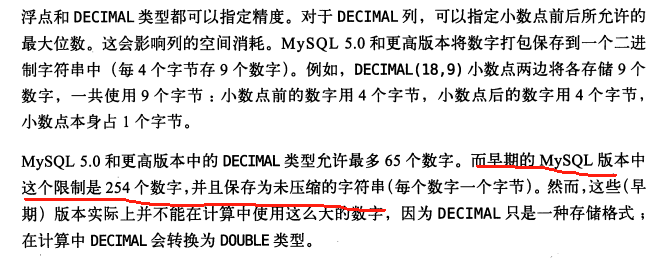 浮点和 DECIMAL 类型都可以指定精度。对于 DECIMAL 列，可以指定小数点前后所允许的
最大位数。这会影响列的空间消耗。MySQL 5.0 和更高版本将数字打包保存到一个二进
制字符串中（每 4 个字节存 9 个数字）。例如，DECIMAL(18,9) 小数点两边将各存储 9 个
数字，一共使用 9 个字节：小数点前的数字用 4 个字节，小数点后的数字用 4 个字节，
小数点本身占 1 个字节。
MySQL 5.0 和更高版本中的 DECIMAL 类型允许最多 65 个数字。而早期的 MySQL 版本中
这个限制是 254 个数字，并且保存为未压缩的字符串（每个数字一个字节）。然而，这些（早
期）版本实际上并不能在计算中使用这么大的数字，因为 DECIMAL 只是一种存储格式；
在计算中 DECIMAL 会转换为 DOUBLE 类型。